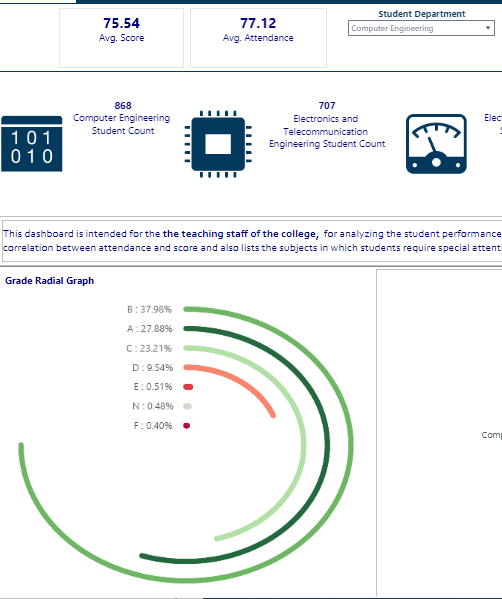 75.54
Avg. Score
77.12
Avg. Attendance
Student Department
Computer Engineering
868
Computer Engineering
Student Count
707
Electronics and
Telecommunication
Engineering Student Count
Elec
S
101
010
This dashboard is intended for the the teaching staff of the college, for analyzing the student performance
correlation between attendance and score and also lists the subjects in which students require special attent
Grade Radial Graph
B : 37.98%
A : 27.88%
C : 23.21%
D : 9.54%
E : 0.51%
N : 0.48%
F : 0.40%
Comp